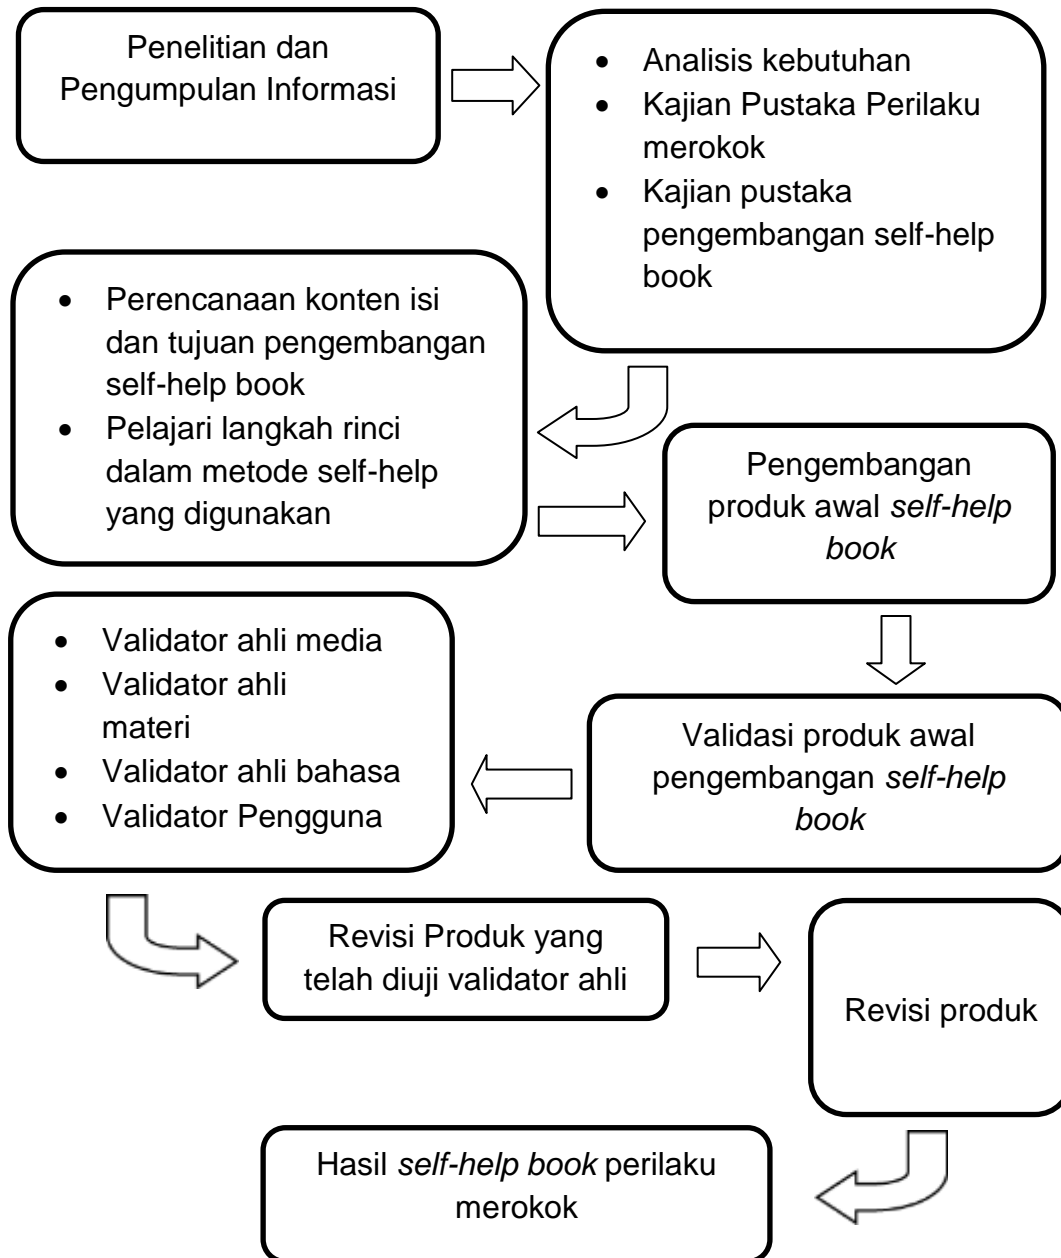 Penelitian dan
Pengumpulan Informasi
• Analisis kebutuhan
• Kajian Pustaka Perilaku
merokok
• Kajian pustaka
pengembangan self-help
book
• Perencanaan konten isi
dan tujuan pengembangan
self-help book
• Pelajari langkah rinci
dalam metode self-help
yang digunakan
Pengembangan
produk awal self-help
book
Validasi produk awal
pengembangan self-help
book
• Validator ahli media
• Validator ahli
materi
• Validator ahli bahasa
• Validator Pengguna
Revisi Produk yang
telah diuji validator ahli
Revisi produk
Hasil self-help book perilaku
merokok